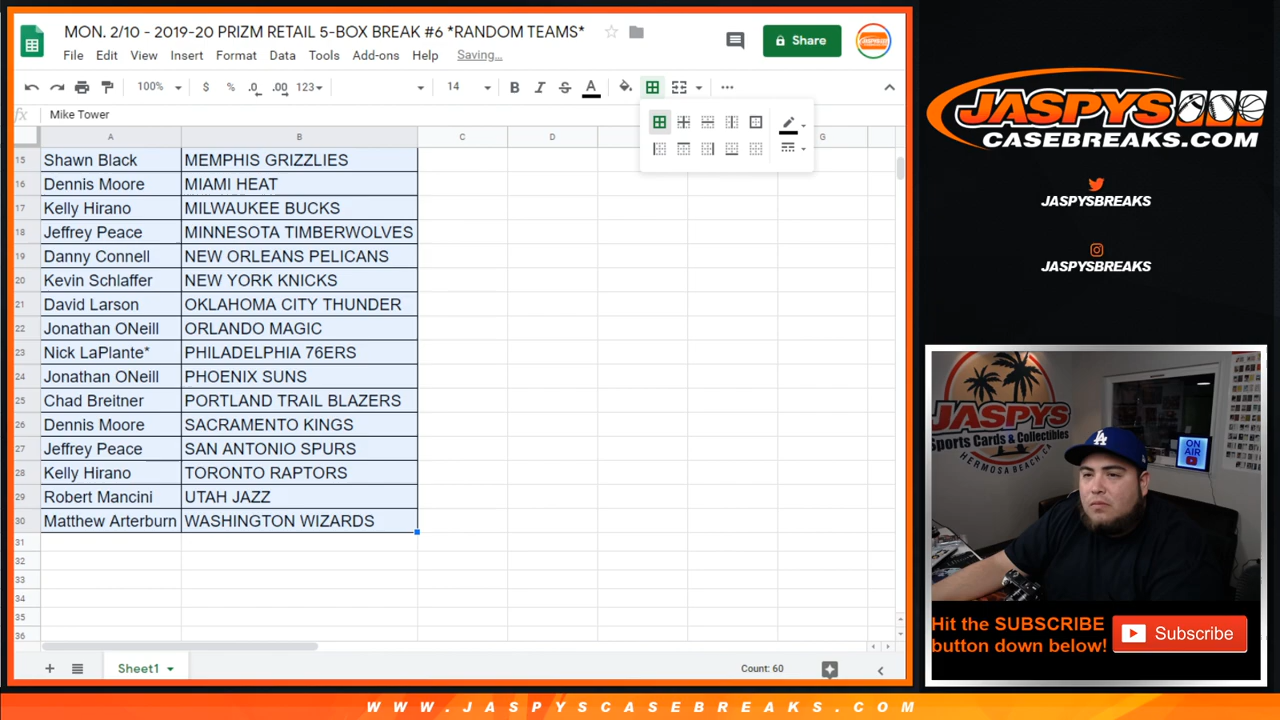 MON. 2/10 - 2019-20 PRIZM RETAIL 5-BOX BREAK #6 *RANDOM TEAMS*
File Edit View Insert Format Data Tools Add-ons Help Saving...
Share
100% $ % .0 .00 123 14 B I S A
fx Mike Tower
A B C D G
15 Shawn Black MEMPHIS GRIZZLIES
16 Dennis Moore MIAMI HEAT
17 Kelly Hirano MILWAUKEE BUCKS
18 Jeffrey Peace MINNESOTA TIMBERWOLVES
19 Danny Connell NEW ORLEANS PELICANS
20 Kevin Schlaffer NEW YORK KNICKS
21 David Larson OKLAHOMA CITY THUNDER
22 Jonathan ONeill ORLANDO MAGIC
23 Nick LaPlante* PHILADELPHIA 76ERS
24 Jonathan ONeill PHOENIX SUNS
25 Chad Breitner PORTLAND TRAIL BLAZERS
26 Dennis Moore SACRAMENTO KINGS
27 Jeffrey Peace SAN ANTONIO SPURS
28 Kelly Hirano TORONTO RAPTORS
29 Robert Mancini UTAH JAZZ
30 Matthew Arterburn WASHINGTON WIZARDS
31
32
33
34
35
36
Sheet1
Count: 60
JASPYS
CASEBREAKS.COM
JASPYSBREAKS
JASPYSBREAKS
JASPYS
Sports Cards & Collectibles
HERMOSA BEACH, CA
LA
ON AIR
Hit the SUBSCRIBE
button down below!
Subscribe
WWW.JASPYSCASEBREAKS.COM